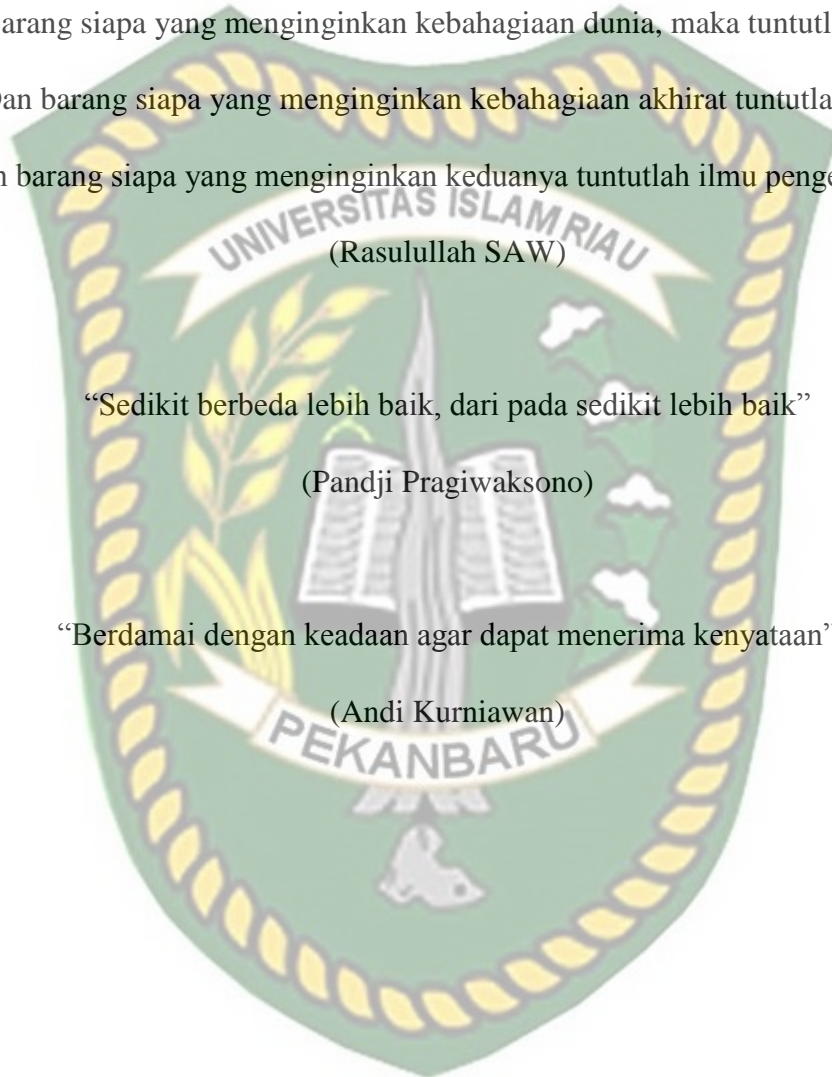 arang siapa yang menginginkan kebahagiaan dunia, maka tuntutl
an barang siapa yang menginginkan kebahagiaan akhirat tuntutla
n barang siapa yang menginginkan keduanya tuntutlah ilmu penge
UNIVERSITAS ISLAM RIAU
(Rasulullah SAW)
“Sedikit berbeda lebih baik, dari pada sedikit lebih baik”
(Pandji Pragiwaksono)
“Berdamai dengan keadaan agar dapat menerima kenyataan”
(Andi Kurniawan)
PEKANBARU